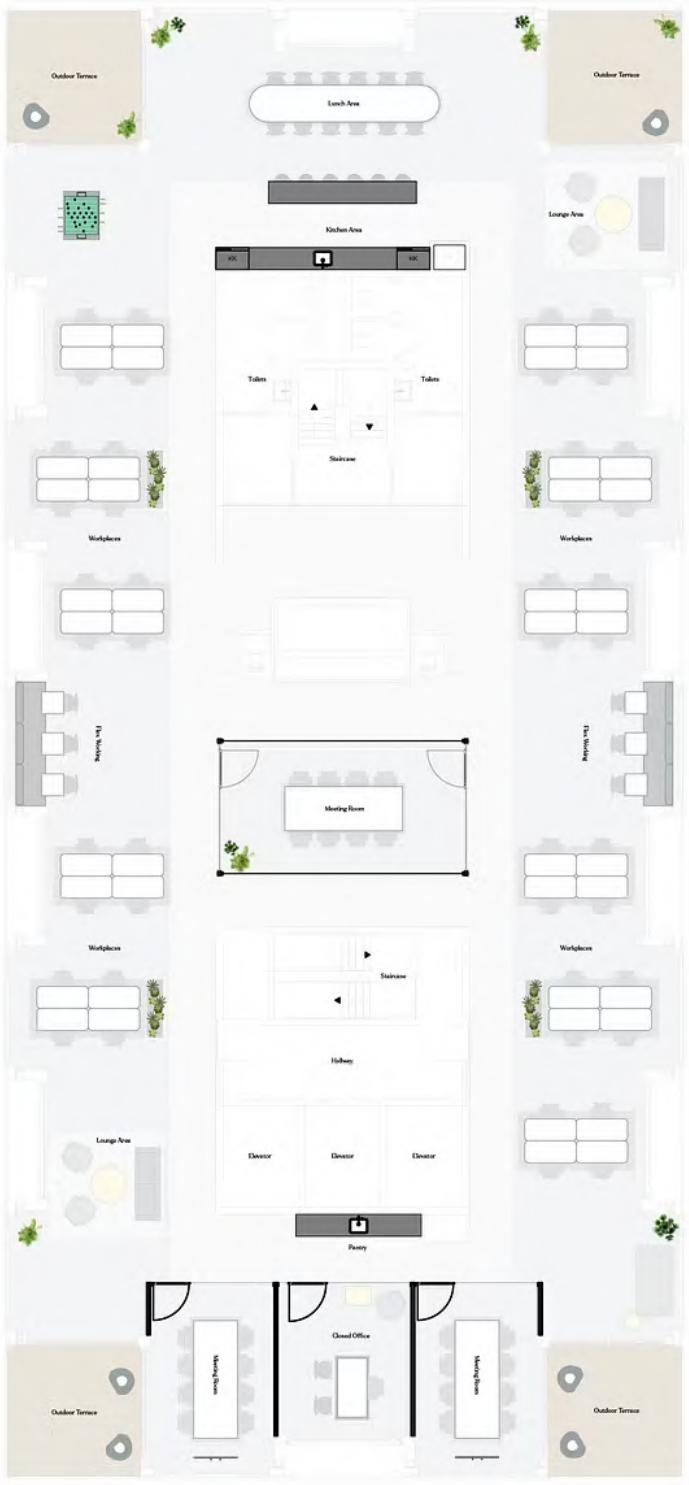 Outdoor Terrace
Outdoor Terrace
Lunch Area
Lounge Area
Kitchen Area
KK
KK
Toilets
Toilets
Staircase
Workplaces
Workplaces
Flex Working
Flex Working
Meeting Room
Workplaces
Workplaces
Staircase
Hallway
Lounge Area
Elevator
Elevator
Elevator
Pantry
Closed Office
Meeting Room
Meeting Room
Outdoor Terrace
Outdoor Terrace